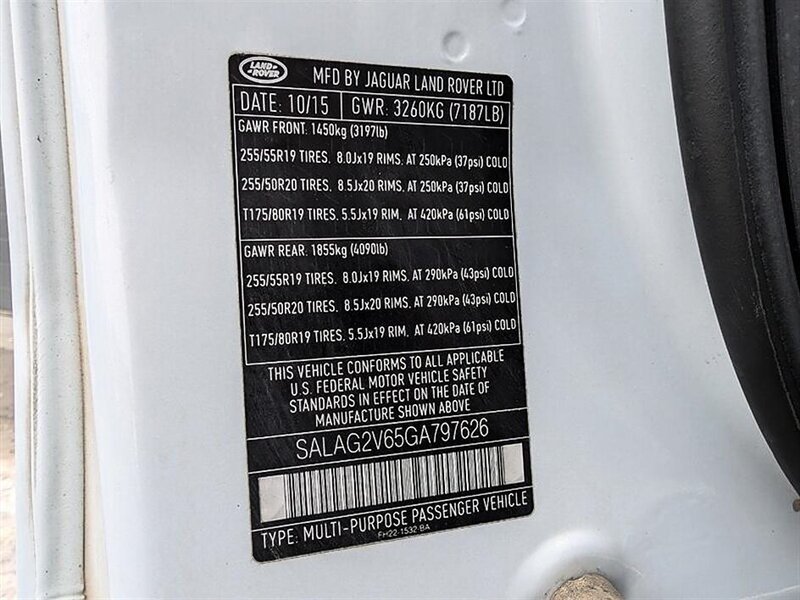 LAND-
-ROVER
MFD BY JAGUAR LAND ROVER LTD
DATE: 10/15 GWR: 3260KG (7187LB)
GAWR FRONT: 1450kg (3197lb)
255/55R19 TIRES. 8.0Jx19 RIMS. AT 250kPa (37psi) COLD
255/50R20 TIRES. 8.5Jx20 RIMS. AT 250kPa (37psi) COLD
T175/80R19 TIRES. 5.5Jx19 RIM, AT 420kPa (61psi) COLD
GAWR REAR: 1855kg (4090lb)
255/55R19 TIRES. 8.0Jx19 RIMS, AT 290kPa (43psi) COLD
255/50R20 TIRES. 8.5Jx20 RIMS, AT 290kPa (43psi) COLD
T175/80R19 TIRES. 5.5Jx19 RIM, AT 420kPa (61psi) COLD
THIS VEHICLE CONFORMS TO ALL APPLICABLE
U.S. FEDERAL MOTOR VEHICLE SAFETY
STANDARDS IN EFFECT ON THE DATE OF
MANUFACTURE SHOWN ABOVE
SALAG2V65GA797626
TYPE: MULTI-PURPOSE PASSENGER VEHICLE
FH22-1532-BA